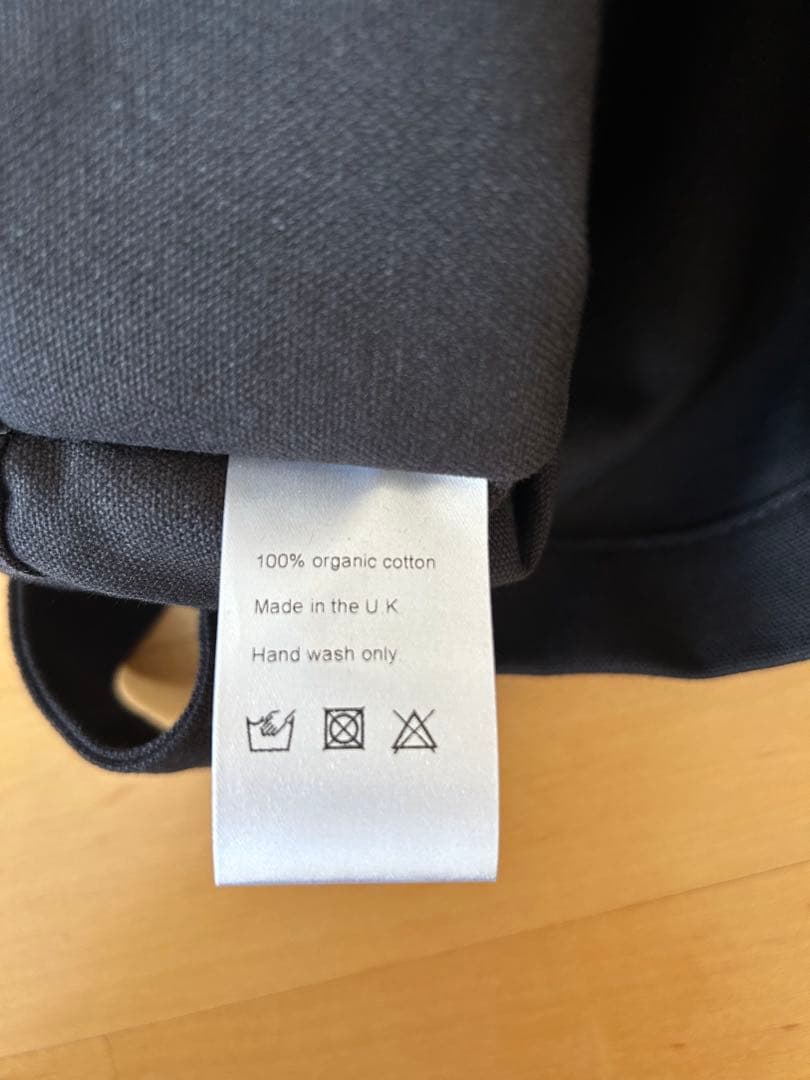 100% organic cotton
Made in the U.K
Hand wash only